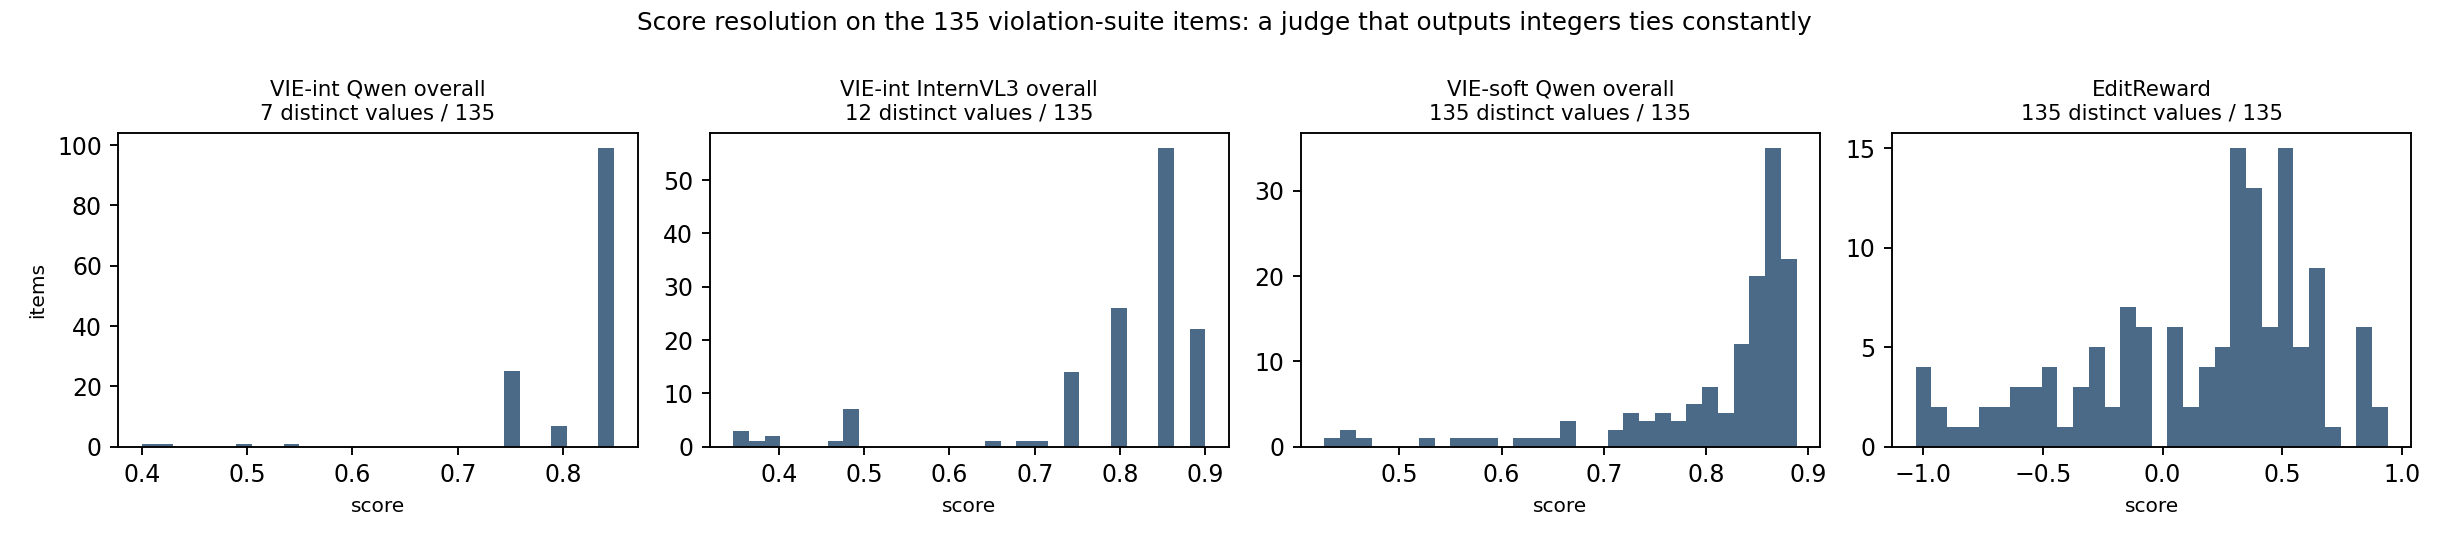 Score resolution on the 135 violation-suite items: a judge that outputs integers ties constantly
VIE-int Qwen overall
7 distinct values / 135
100
80
60
40
20
0
items
0.4 0.5 0.6 0.7 0.8
score
VIE-int InternVL3 overall
12 distinct values / 135
50
40
30
20
10
0
0.4 0.5 0.6 0.7 0.8 0.9
score
VIE-soft Qwen overall
135 distinct values / 135
30
20
10
0
0.5 0.6 0.7 0.8 0.9
score
EditReward
135 distinct values / 135
15
10
5
0
−1.0 −0.5 0.0 0.5 1.0
score